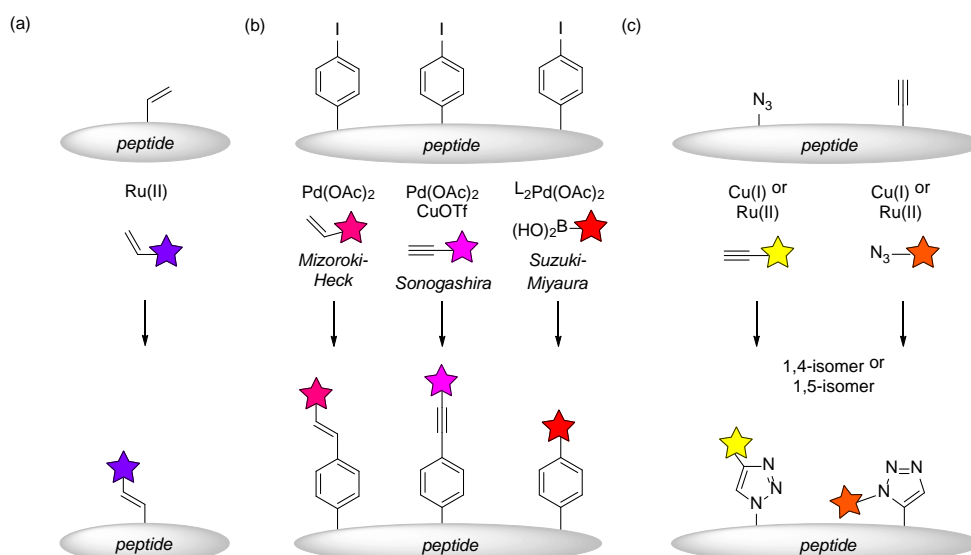 (a)
peptide
Ru(II)
peptide
(b)
I
I
I
peptide
Pd(OAc)2
Mizoroki-
Heck
Pd(OAc)2
CuOTf
Sonogashira
L2Pd(OAc)2
(HO)2B
Suzuki-
Miyaura
peptide
(c)
N3
peptide
Cu(I) or
Ru(II)
Cu(I) or
Ru(II)
N3
1,4-isomer or
1,5-isomer
N
N
N
N
N
N
peptide